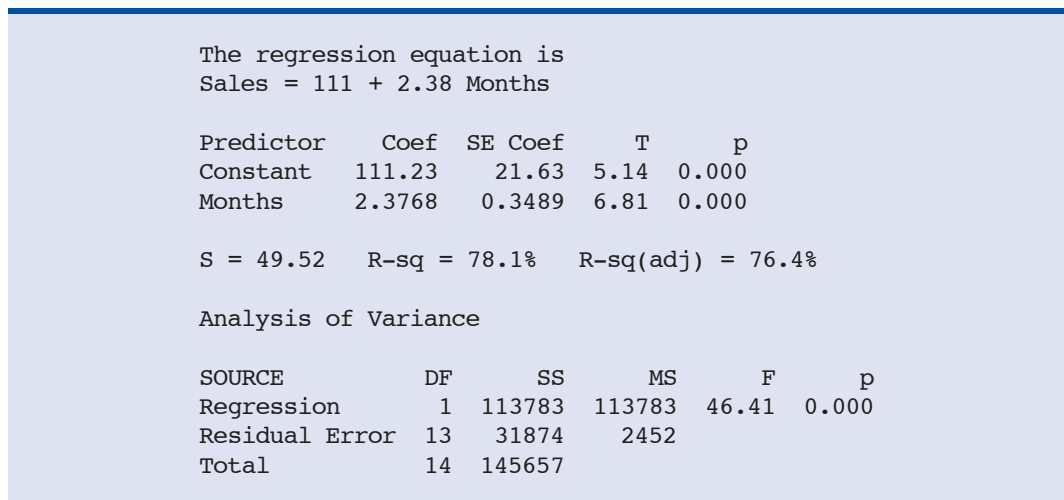 The regression equation is
Sales = 111 + 2.38 Months
Predictor Coef SE Coef T p
Constant 111.23 21.63 5.14 0.000
Months 2.3768 0.3489 6.81 0.000
S = 49.52 R-sq = 78.1% R-sq(adj) = 76.4%
Analysis of Variance
SOURCE DF SS MS F p
Regression 1 113783 113783 46.41 0.000
Residual Error 13 31874 2452
Total 14 145657